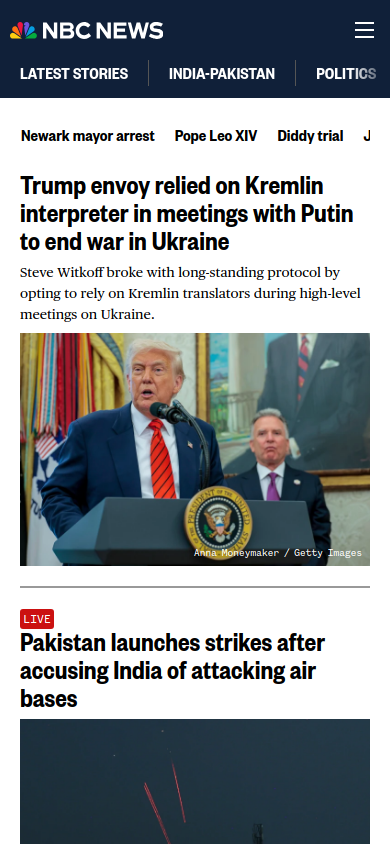 NBC NEWS
LATEST STORIES
INDIA-PAKISTAN
POLITICS
Newark mayor arrest
Pope Leo XIV
Diddy trial
Trump envoy relied on Kremlin
interpreter in meetings with Putin
to end war in Ukraine
Steve Witkoff broke with long-standing protocol by
opting to rely on Kremlin translators during high-level
meetings on Ukraine.
Anna Moneymaker / Getty Images
LIVE
Pakistan launches strikes after
accusing India of attacking air
bases